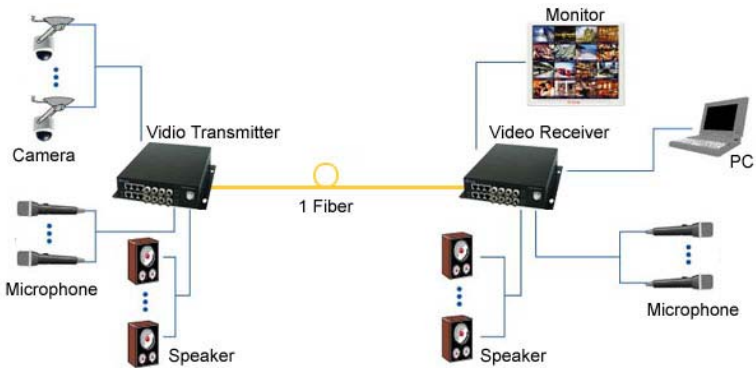 Monitor
Vidio Transmitter
Video Receiver
Camera
PC
1 Fiber
Microphone
Microphone
Speaker
Speaker